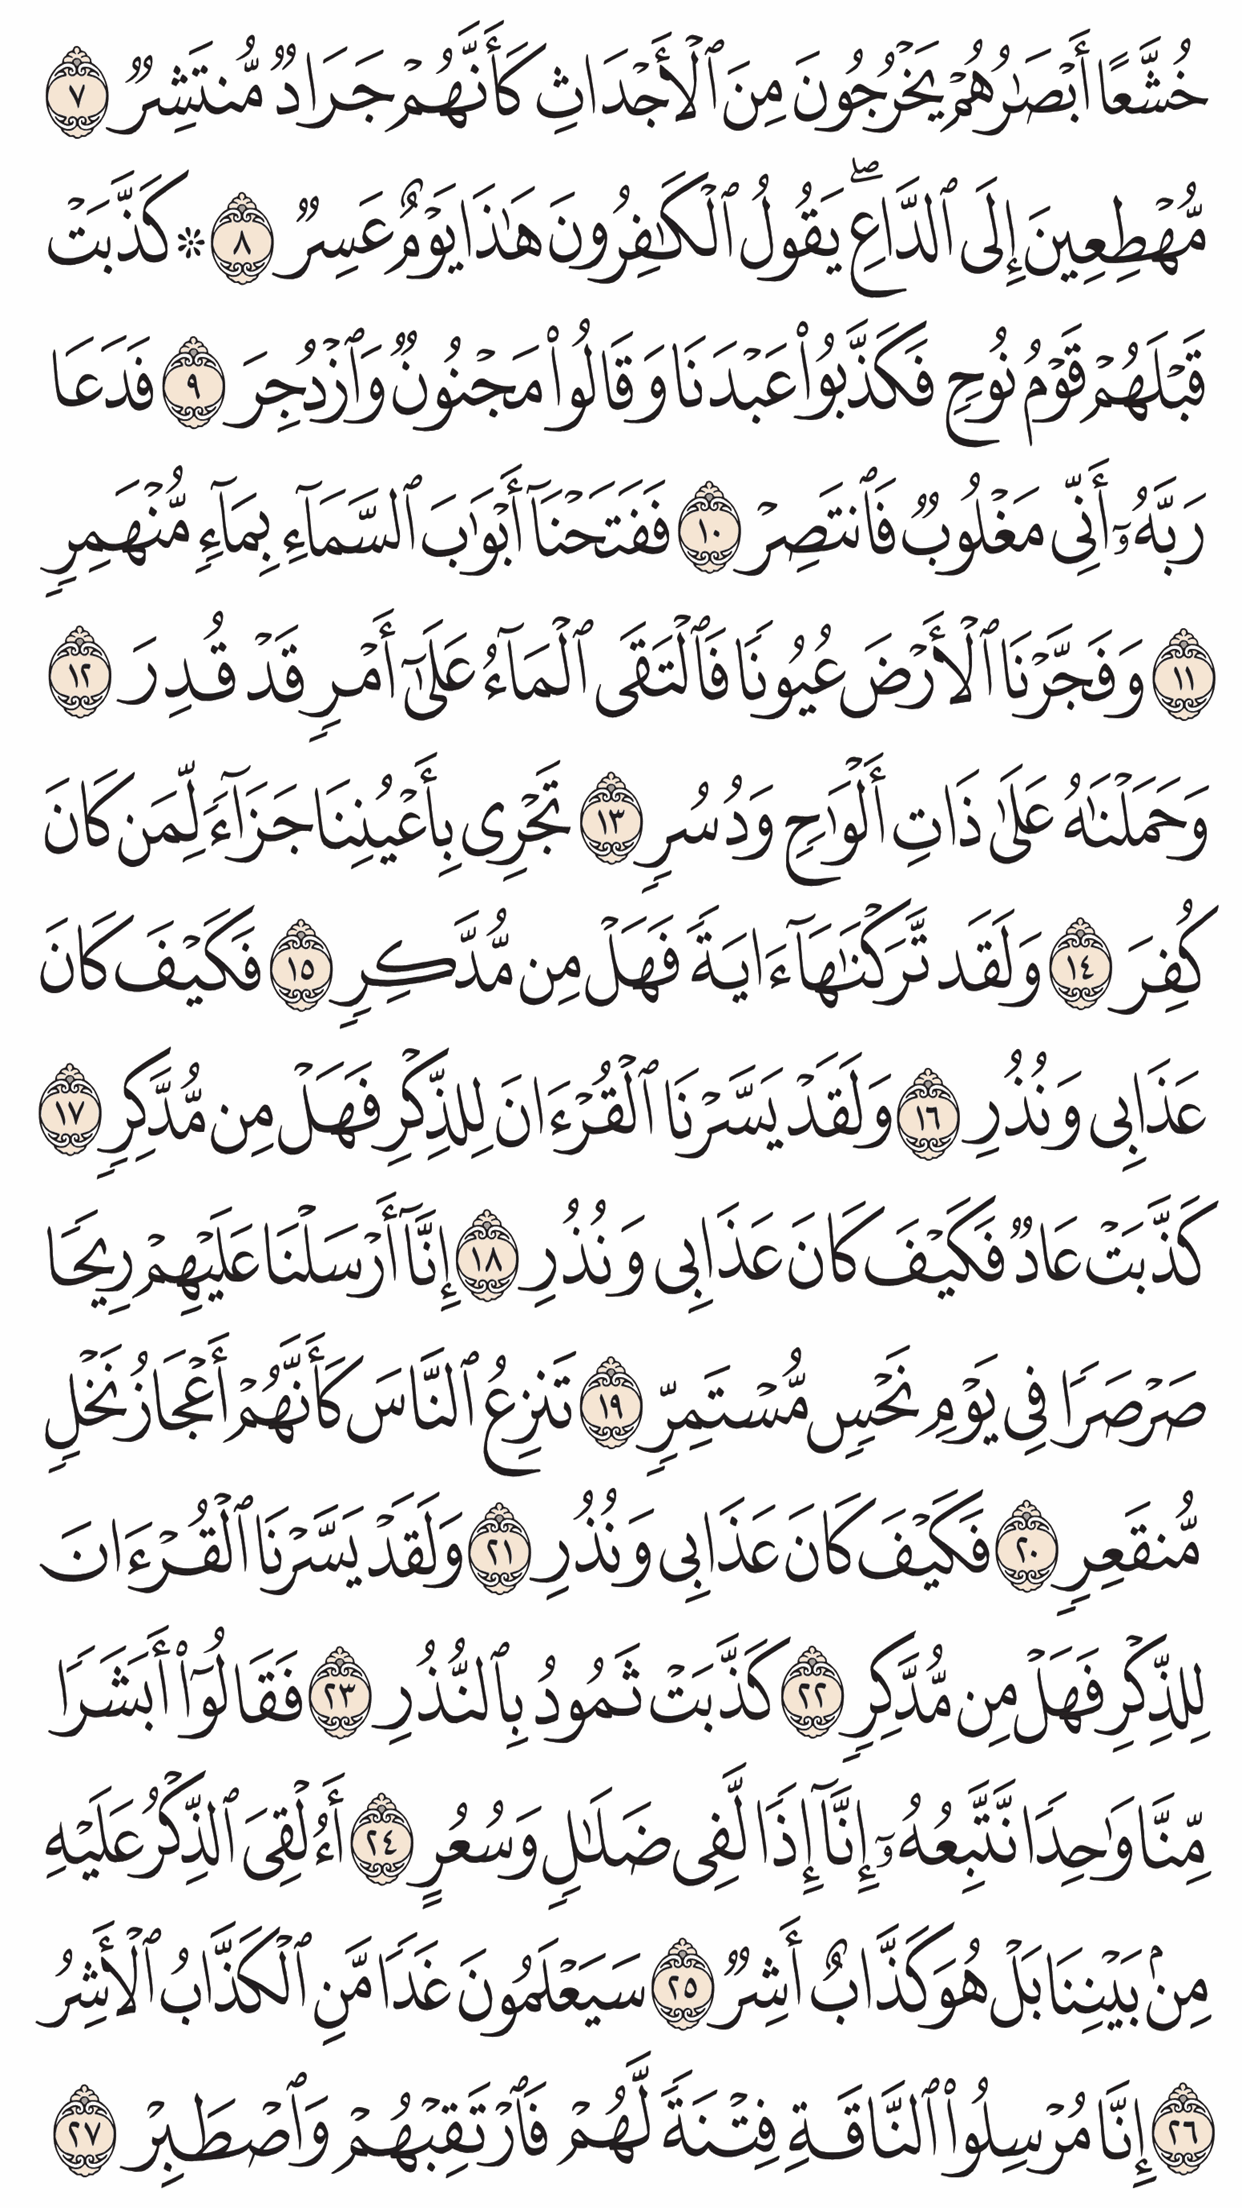 خُشَّعًا أَبْصَٰرُهُمْ يَخْرُجُونَ مِنَ ٱلْأَجْدَاثِ كَأَنَّهُمْ جَرَادٌ مُّنتَشِرٌ ٧
مُّهْطِعِينَ إِلَى ٱلدَّاعِ ۖ يَقُولُ ٱلْكَٰفِرُونَ هَٰذَا يَوْمٌ عَسِرٌ ٨ ۞ كَذَّبَتْ
قَبْلَهُمْ قَوْمُ نُوحٍ فَكَذَّبُوا۟ عَبْدَنَا وَقَالُوا۟ مَجْنُونٌ وَٱزْدُجِرَ ٩ فَدَعَا
رَبَّهُۥٓ أَنِّى مَغْلُوبٌ فَٱنتَصِرْ ١٠ فَفَتَحْنَآ أَبْوَٰبَ ٱلسَّمَآءِ بِمَآءٍ مُّنْهَمِرٍ
١١ وَفَجَّرْنَا ٱلْأَرْضَ عُيُونًا فَٱلْتَقَى ٱلْمَآءُ عَلَىٰٓ أَمْرٍ قَدْ قُدِرَ ١٢
وَحَمَلْنَٰهُ عَلَىٰ ذَاتِ أَلْوَٰحٍ وَدُسُرٍ ١٣ تَجْرِى بِأَعْيُنِنَا جَزَآءً لِّمَن كَانَ
كُفِرَ ١٤ وَلَقَد تَّرَكْنَٰهَآ ءَايَةً فَهَلْ مِن مُّدَّكِرٍ ١٥ فَكَيْفَ كَانَ
عَذَابِى وَنُذُرِ ١٦ وَلَقَدْ يَسَّرْنَا ٱلْقُرْءَانَ لِلذِّكْرِ فَهَلْ مِن مُّدَّكِرٍ ١٧
كَذَّبَتْ عَادٌ فَكَيْفَ كَانَ عَذَابِى وَنُذُرِ ١٨ إِنَّآ أَرْسَلْنَا عَلَيْهِمْ رِيحًا
صَرْصَرًا فِى يَوْمِ نَحْسٍ مُّسْتَمِرٍّ ١٩ تَنزِعُ ٱلنَّاسَ كَأَنَّهُمْ أَعْجَازُ نَخْلٍ
مُّنقَعِرٍ ٢٠ فَكَيْفَ كَانَ عَذَابِى وَنُذُرِ ٢١ وَلَقَدْ يَسَّرْنَا ٱلْقُرْءَانَ
لِلذِّكْرِ فَهَلْ مِن مُّدَّكِرٍ ٢٢ كَذَّبَتْ ثَمُودُ بِٱلنُّذُرِ ٢٣ فَقَالُوٓا۟ أَبَشَرًا
مِّنَّا وَٰحِدًا نَّتَّبِعُهُۥٓ إِنَّآ إِذًا لَّفِى ضَلَٰلٍ وَسُعُرٍ ٢٤ أَءُلْقِىَ ٱلذِّكْرُ عَلَيْهِ
مِنۢ بَيْنِنَا بَلْ هُوَ كَذَّابٌ أَشِرٌ ٢٥ سَيَعْلَمُونَ غَدًا مَّنِ ٱلْكَذَّابُ ٱلْأَشِرُ
٢٦ إِنَّا مُرْسِلُوا۟ ٱلنَّاقَةِ فِتْنَةً لَّهُمْ فَٱرْتَقِبْهُمْ وَٱصْطَبِرْ ٢٧